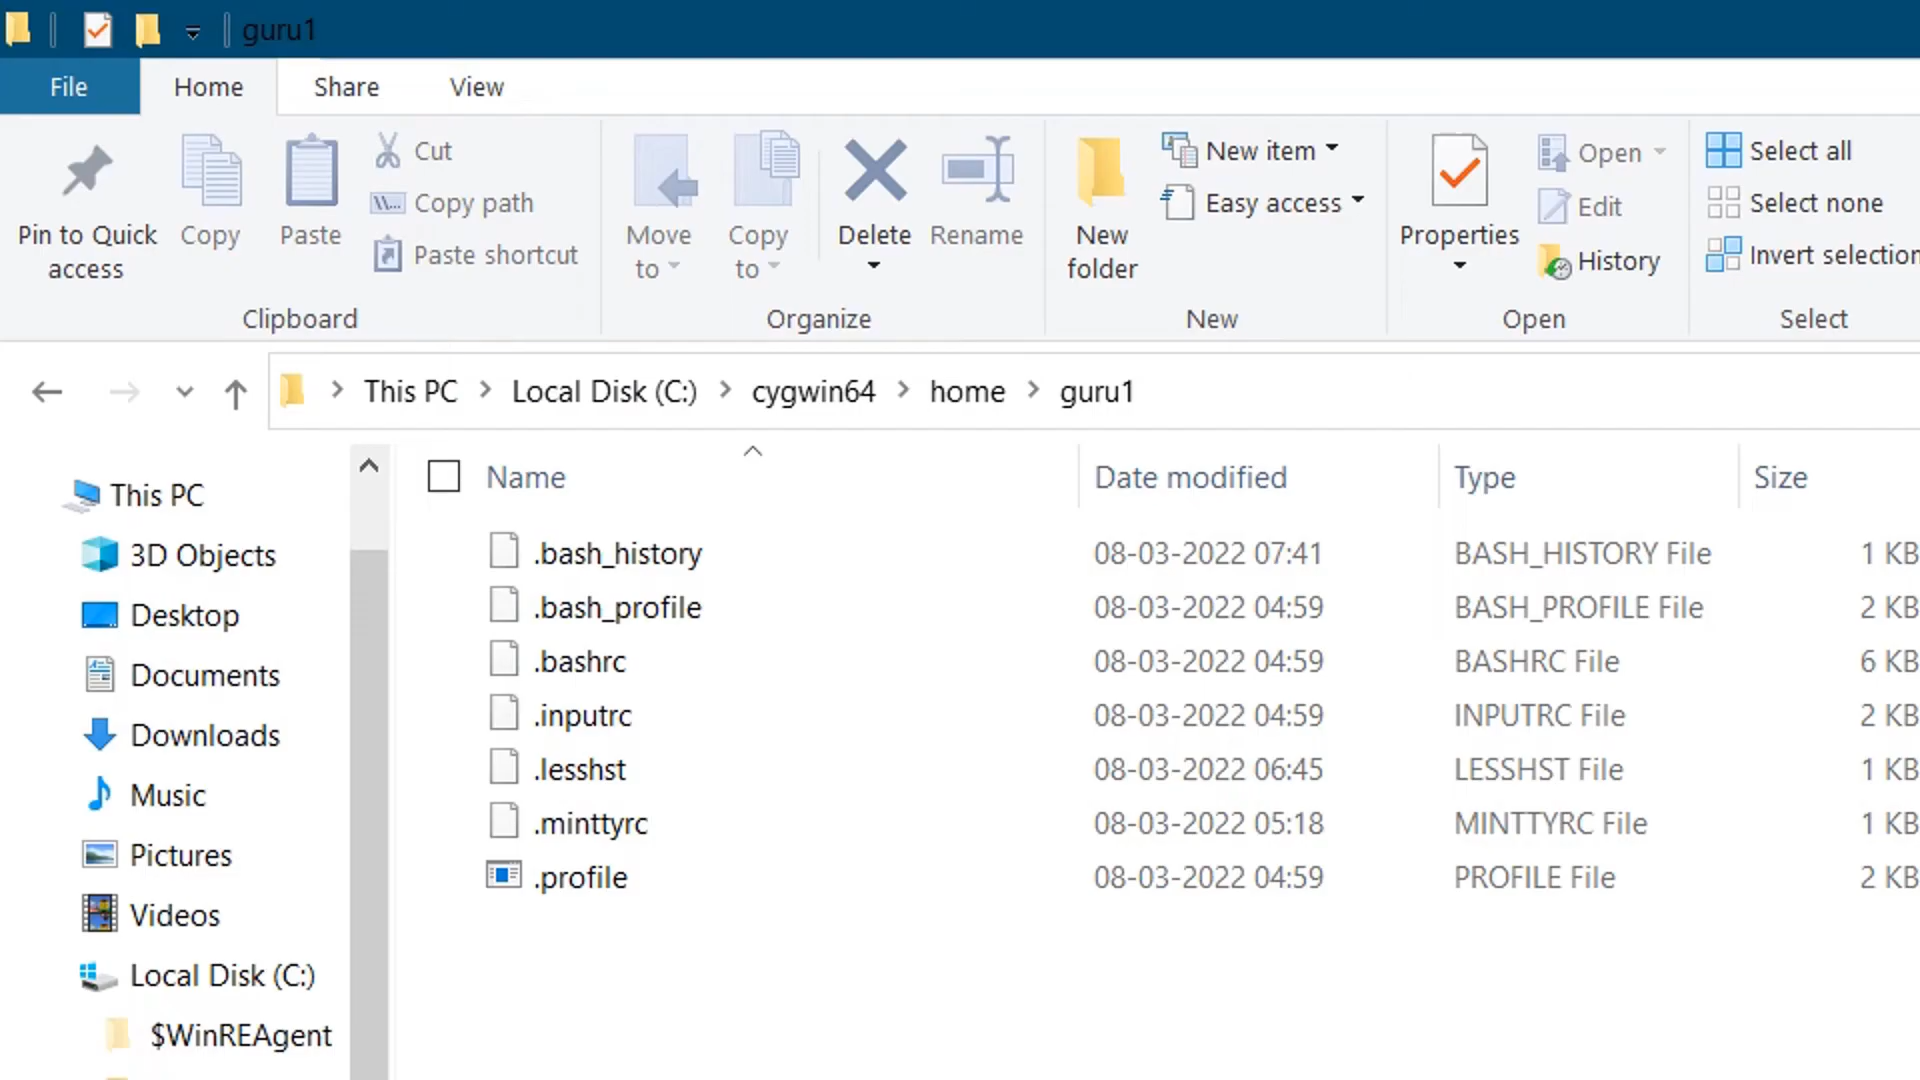 guru1
File Home Share View
Pin to Quick access
Copy
Paste
Cut
Copy path
Paste shortcut
Clipboard
Move to
Copy to
Delete
Rename
Organize
New folder
New item
Easy access
New
Properties
Open
Edit
History
Open
Select all
Select none
Invert selection
Select
This PC > Local Disk (C:) > cygwin64 > home > guru1
This PC
3D Objects
Desktop
Documents
Downloads
Music
Pictures
Videos
Local Disk (C:)
$WinREAgent
Name Date modified Type Size
.bash_history 08-03-2022 07:41 BASH_HISTORY File 1 KB
.bash_profile 08-03-2022 04:59 BASH_PROFILE File 2 KB
.bashrc 08-03-2022 04:59 BASHRC File 6 KB
.inputrc 08-03-2022 04:59 INPUTRC File 2 KB
.lesshst 08-03-2022 06:45 LESSHST File 1 KB
.minttyrc 08-03-2022 05:18 MINTTYRC File 1 KB
.profile 08-03-2022 04:59 PROFILE File 2 KB